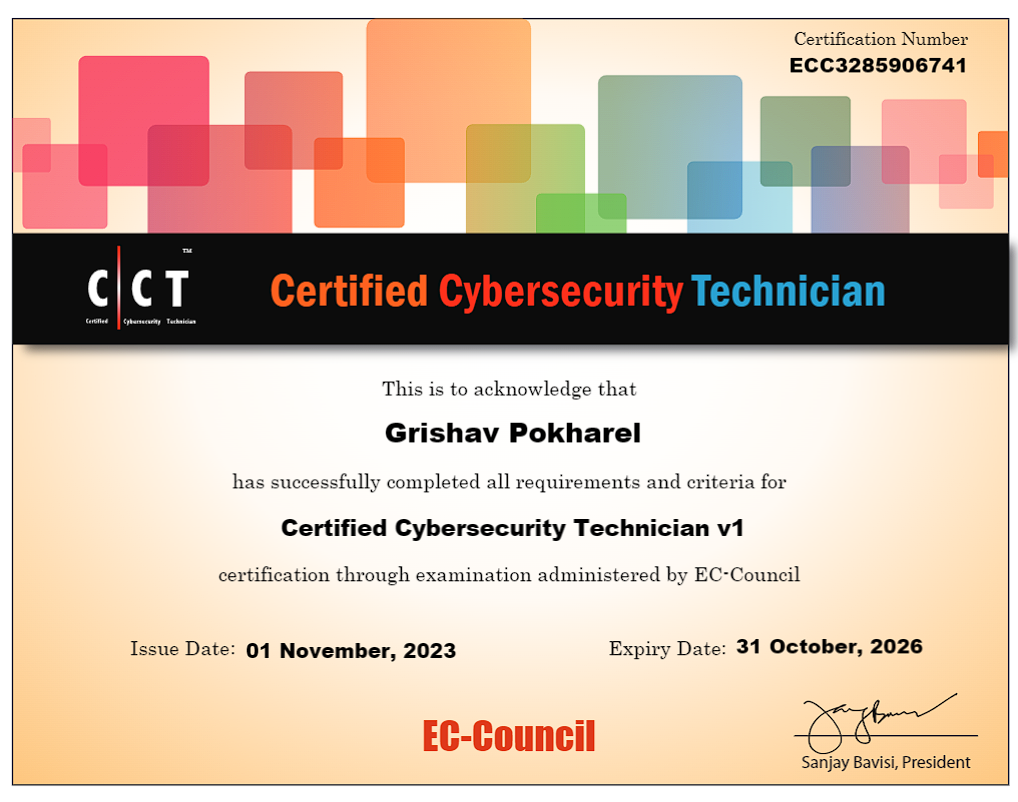 Certification Number
ECC3285906741
C C T ™
Certified Cybersecurity Technician
Certified Cybersecurity Technician
This is to acknowledge that
Grishav Pokharel
has successfully completed all requirements and criteria for
Certified Cybersecurity Technician v1
certification through examination administered by EC-Council
Issue Date: 01 November, 2023
Expiry Date: 31 October, 2026
EC-Council
Sanjay Bavisi, President